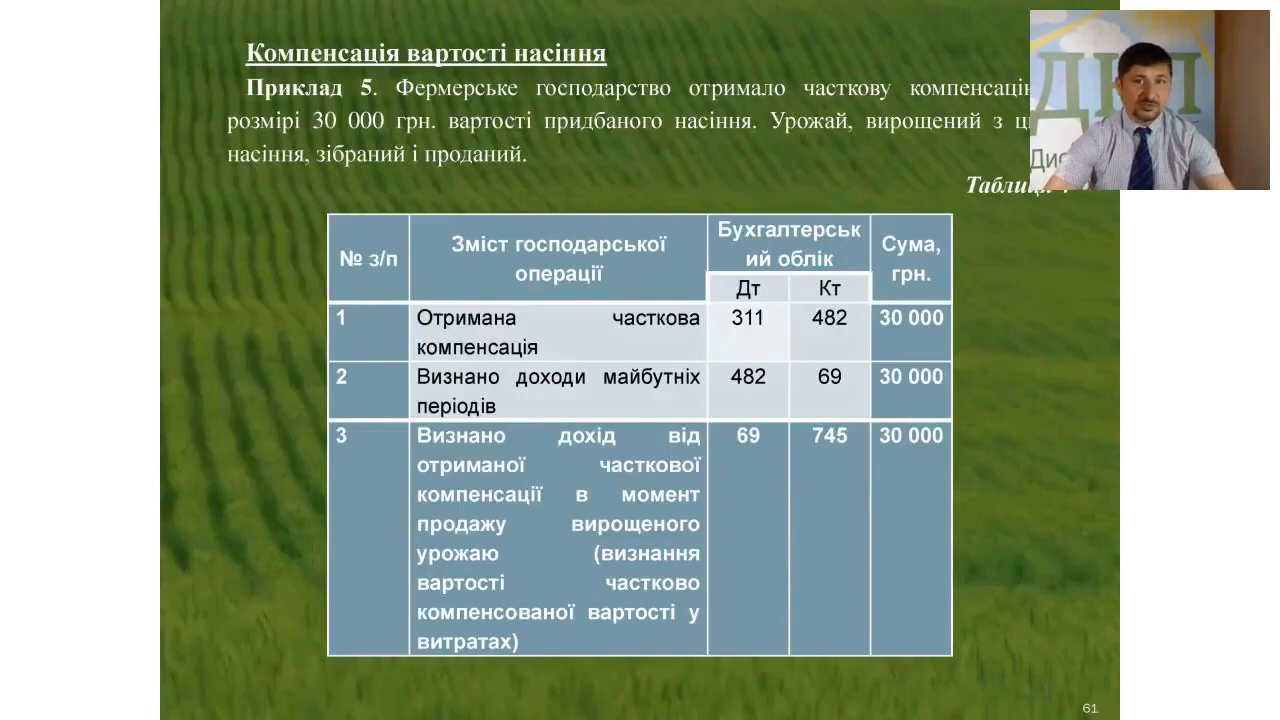 Компенсація вартості насіння
Приклад 5. Фермерське господарство отримало часткову
розмірі 30 000 грн. вартості придбаного насіння. Урожай, вирощений з
насіння, зібраний і проданий.
№ з/п
Зміст господарської
операції
Бухгалтерськ
ий облік
Сума,
грн.
Дт Кт
1 Отримана часткова 311 482 30 000
компенсація
2 Визнано доходи майбутніх 482 69 30 000
періодів
3 Визнано дохід від 69 745 30 000
отриманої часткової
компенсації в момент
продажу вирощеного
урожаю (визнання
вартості частково
компенсованої вартості у
витратах)
61